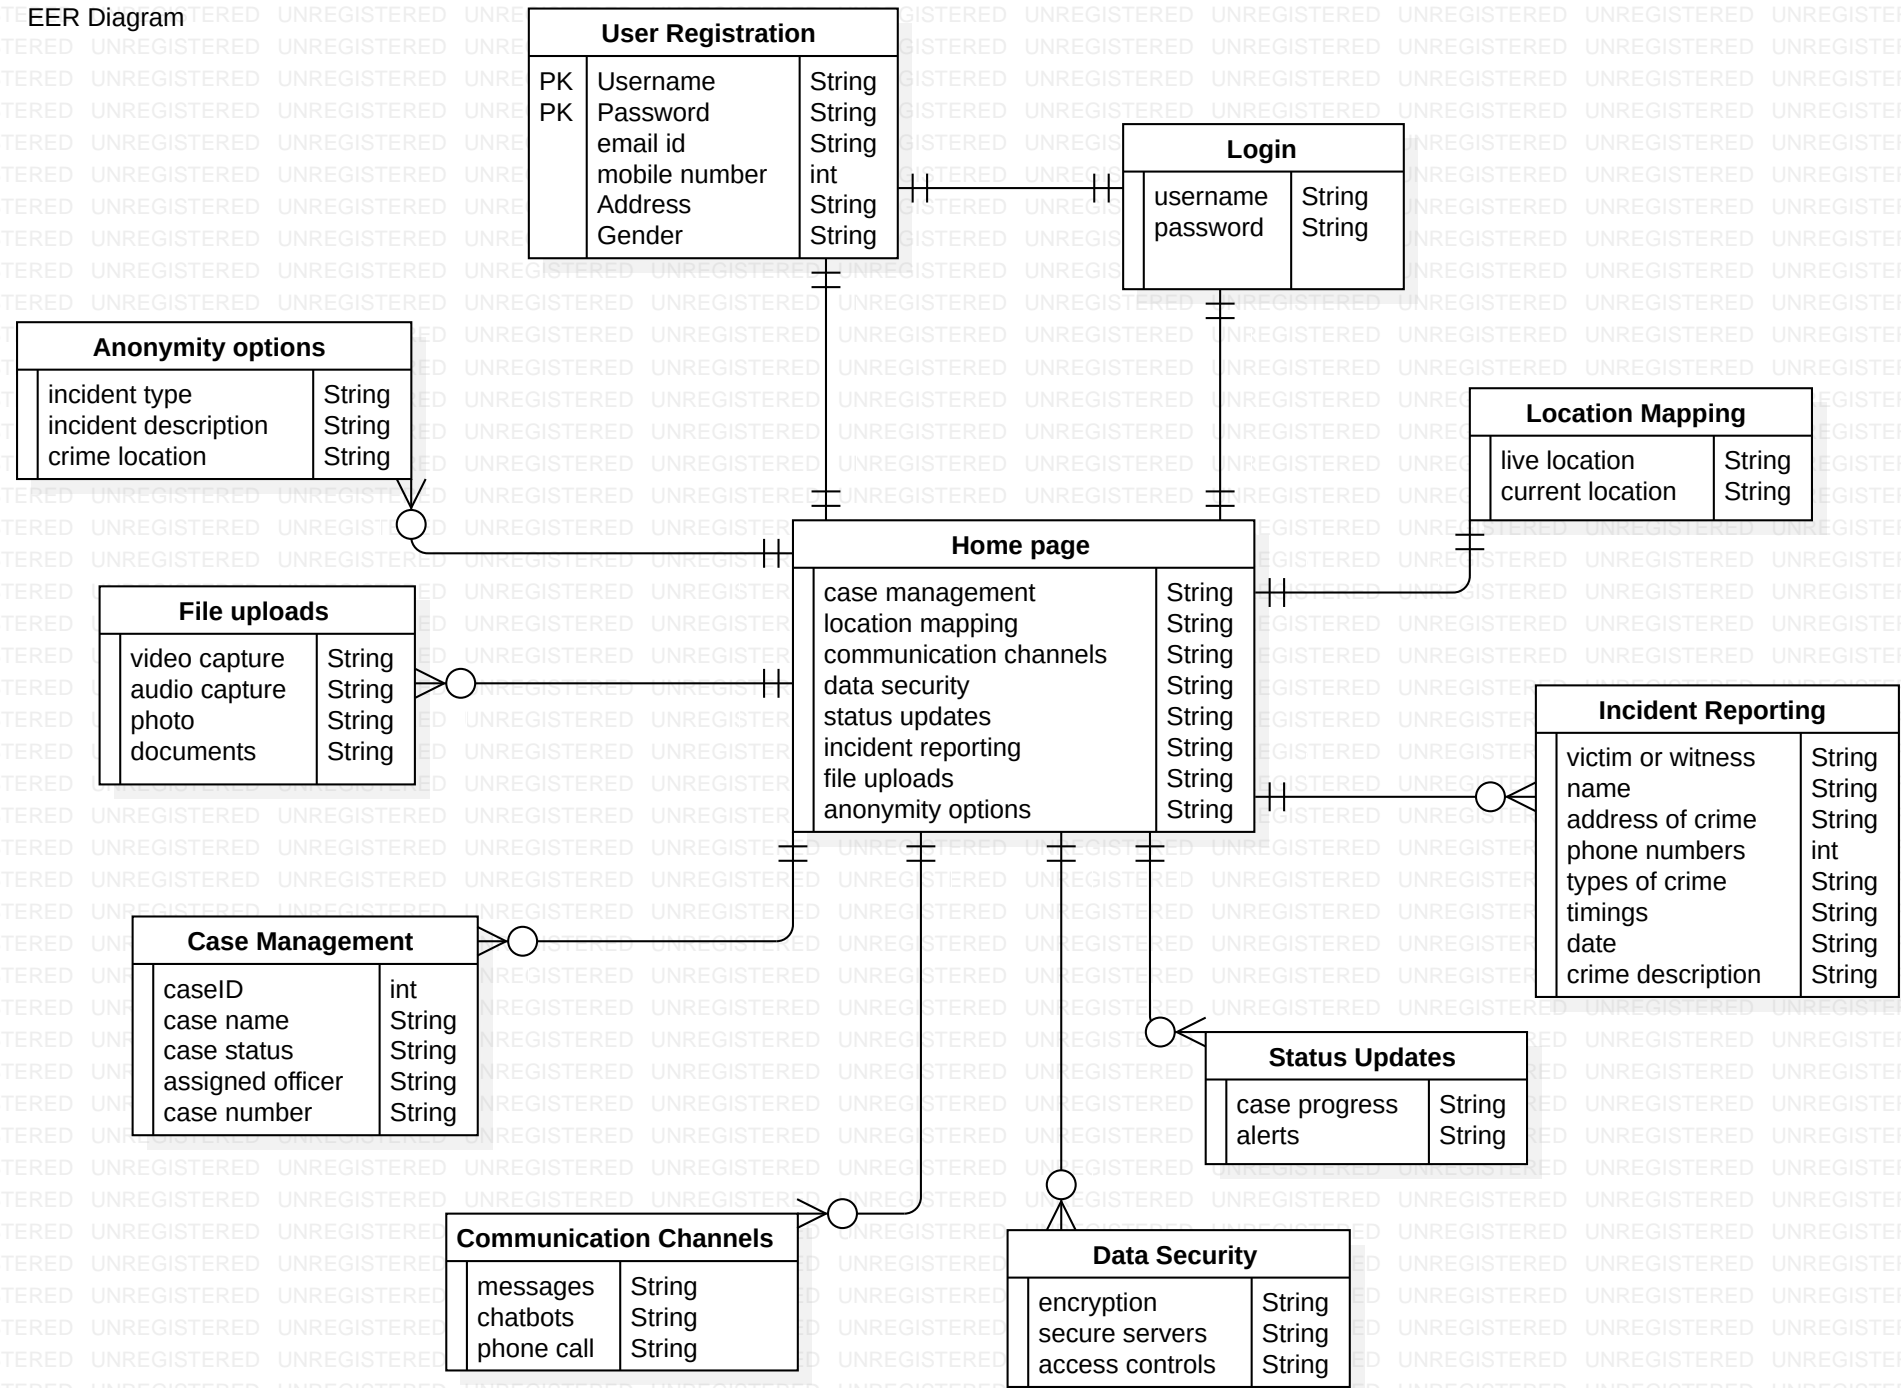 EER Diagram
User Registration
PK Username String
PK Password String
email id String
mobile number int
Address String
Gender String
Login
username String
password String
Anonymity options
incident type String
incident description String
crime location String
Location Mapping
live location String
current location String
Home page
case management String
location mapping String
communication channels String
data security String
status updates String
incident reporting String
file uploads String
anonymity options String
File uploads
video capture String
audio capture String
photo String
documents String
Incident Reporting
victim or witness String
name String
address of crime String
phone numbers int
types of crime String
timings String
date String
crime description String
Case Management
caseID int
case name String
case status String
assigned officer String
case number String
Status Updates
case progress String
alerts String
Communication Channels
messages String
chatbots String
phone call String
Data Security
encryption String
secure servers String
access controls String
UNREGISTERED